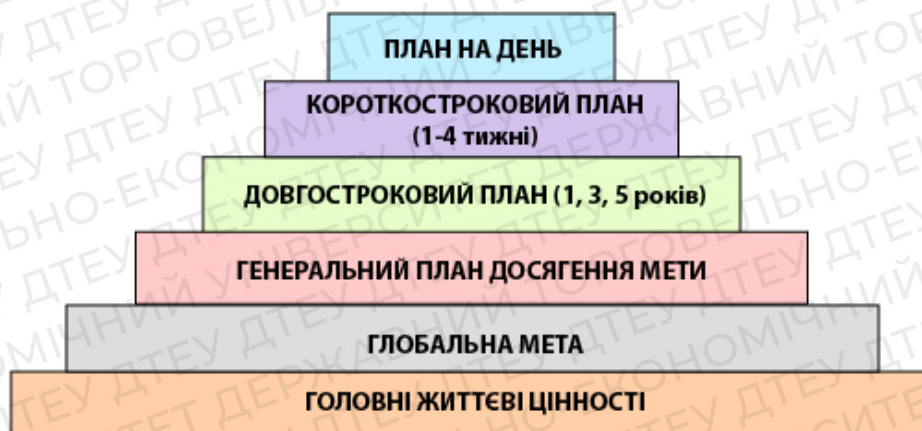 ПЛАН НА ДЕНЬ
КОРОТКОСТРОКОВИЙ ПЛАН
(1-4 тижні)
ДОВГОСТРОКОВИЙ ПЛАН (1, 3, 5 років)
ГЕНЕРАЛЬНИЙ ПЛАН ДОСЯГЕННЯ МЕТИ
ГЛОБАЛЬНА МЕТА
ГОЛОВНІ ЖИТТЄВІ ЦІННОСТІ